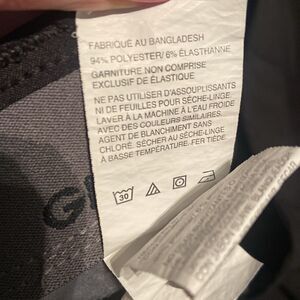 FABRIQUÉ AU BANGLADESH
94% POLYESTER/ 6% ÉLASTHANNE
GARNITURE NON COMPRISE
EXCLUSIF DE ÉLASTIQUE
NE PAS UTILISER D'ASSOUPLISSANTS
NI DE FEUILLES POUR SÈCHE-LINGE.
LAVER À LA MACHINE À L'EAU FROIDE
AVEC DES COULEURS SIMILAIRES.
AGENT DE BLANCHIMENT SANS
CHLORE. SÉCHER AU SÈCHE-LINGE
À BASSE TEMPÉRATURE. FER TIÈDE
30
G